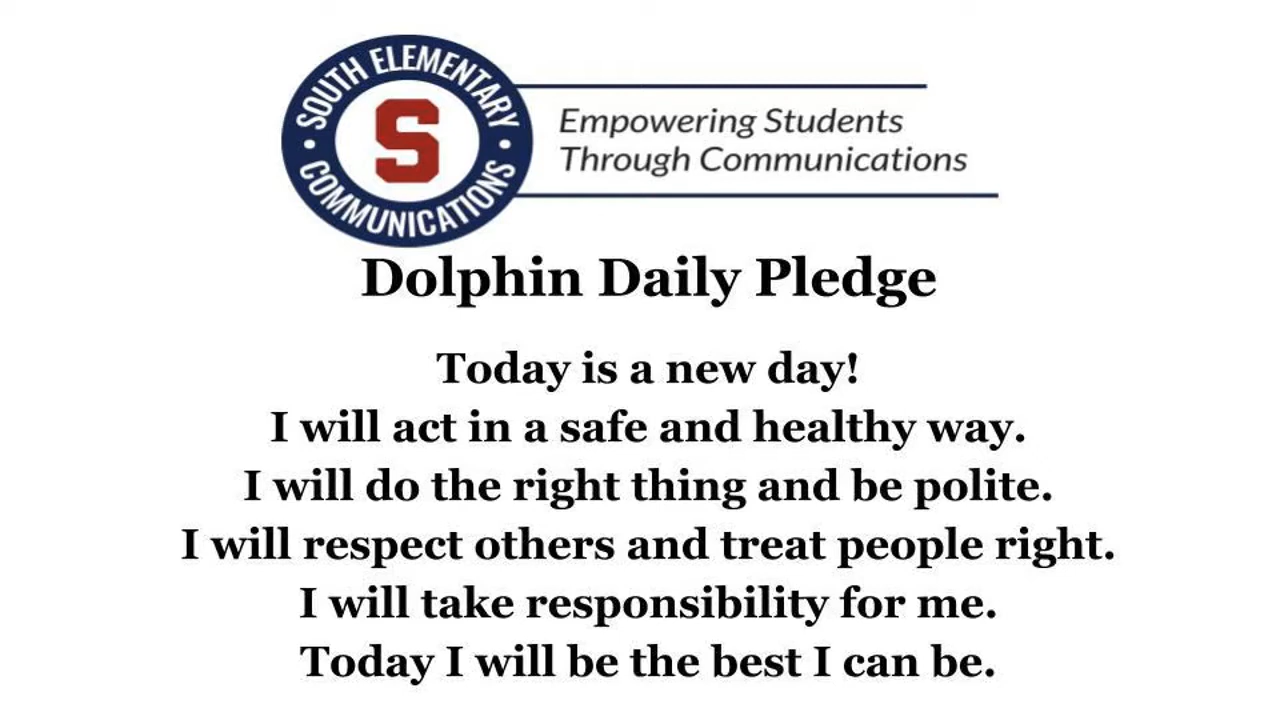 SOUTH ELEMENTARY
S
COMMUNICATIONS
Empowering Students
Through Communications
Dolphin Daily Pledge
Today is a new day!
I will act in a safe and healthy way.
I will do the right thing and be polite.
I will respect others and treat people right.
I will take responsibility for me.
Today I will be the best I can be.